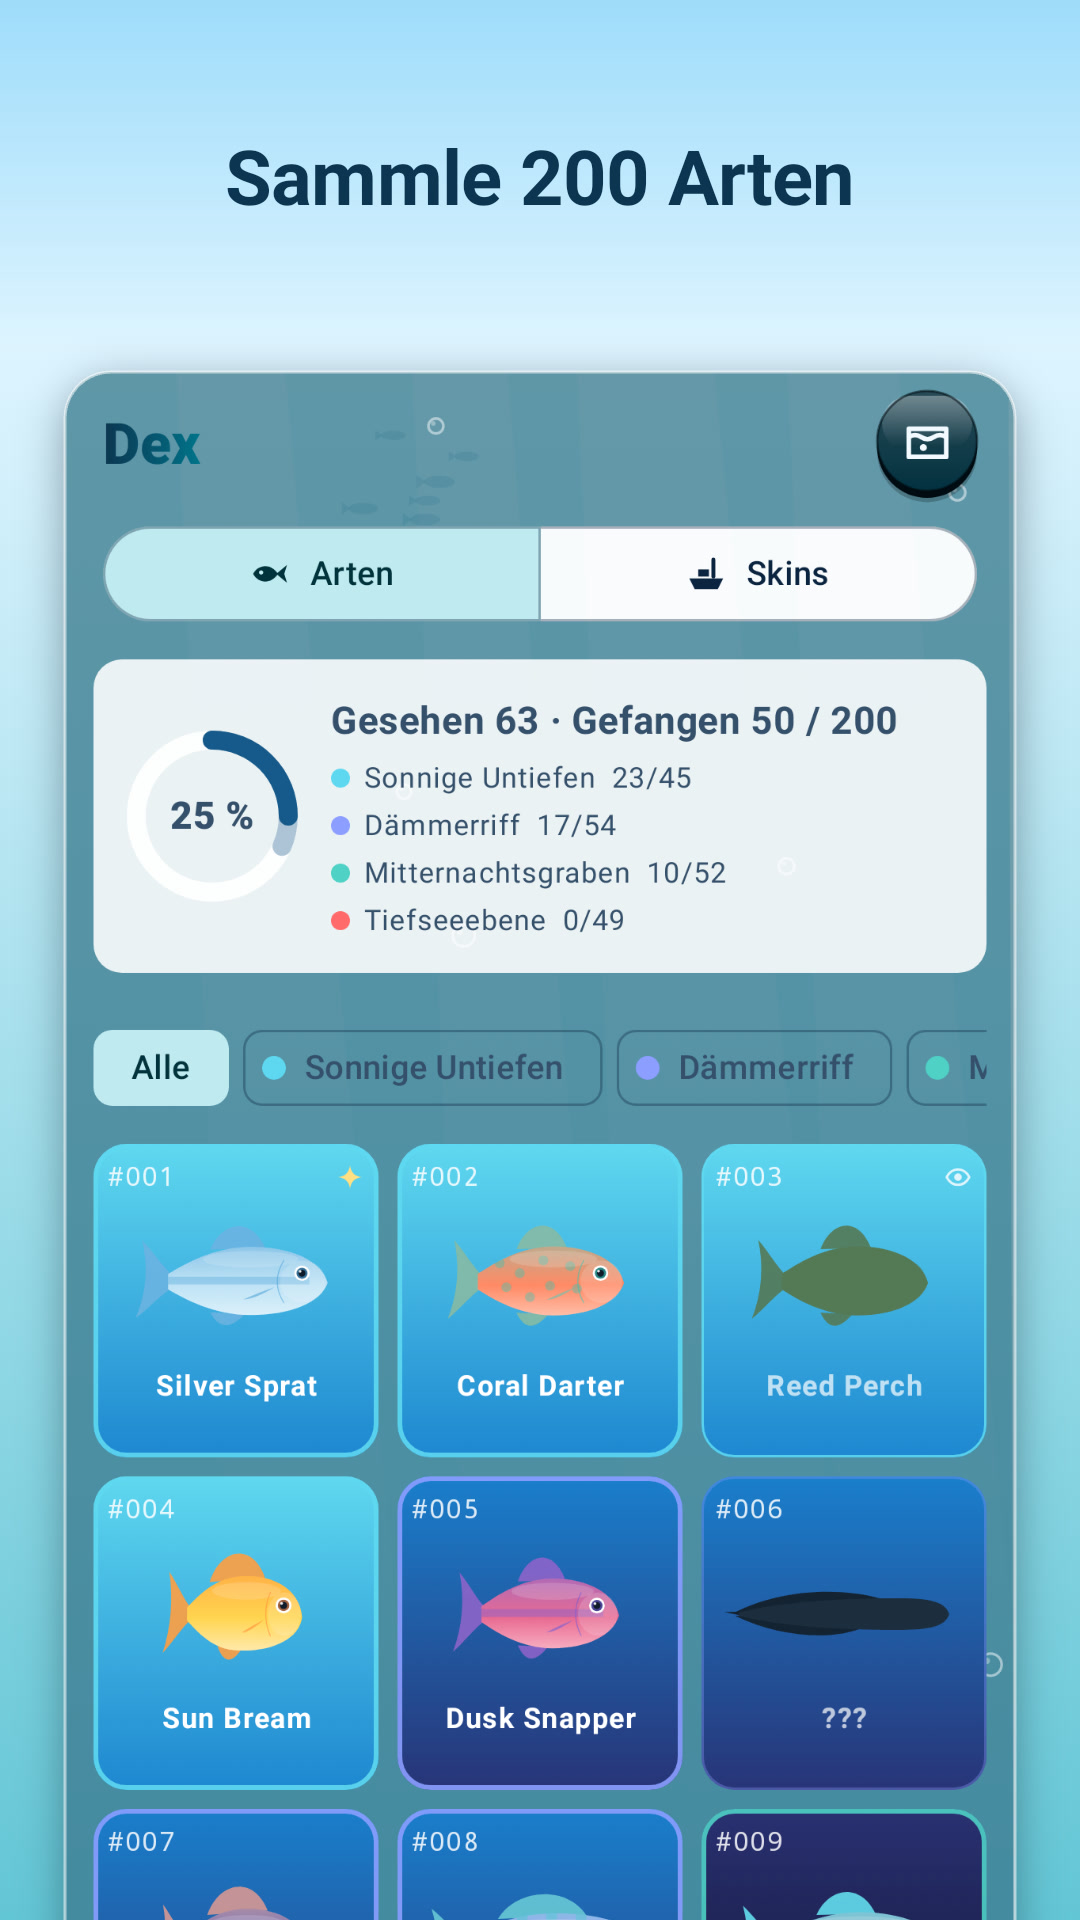 Sammle 200 Arten
Dex
Arten
Skins
25 %
Gesehen 63 · Gefangen 50 / 200
Sonnige Untiefen 23/45
Dämmerriff 17/54
Mitternachtsgraben 10/52
Tiefseeebene 0/49
Alle
Sonnige Untiefen
Dämmerriff
#001
#002
#003
Silver Sprat
Coral Darter
Reed Perch
#004
#005
#006
Sun Bream
Dusk Snapper
???
#007
#008
#009